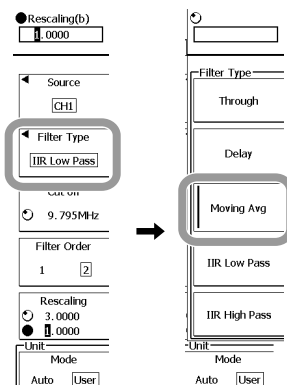 Rescaling(b)
1.0000
Source
CH1
Filter Type
IIR Low Pass
Cut Off
9.795MHz
Filter Order
1 2
Rescaling
3.0000
1.0000
Unit
Mode
Auto User
Filter Type
Through
Delay
Moving Avg
IIR Low Pass
IIR High Pass
Unit
Mode
Auto User